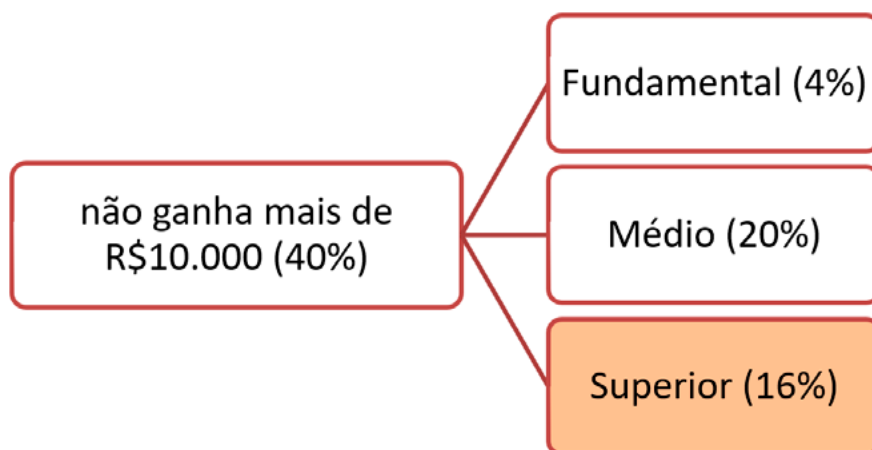 Fundamental (4%)
não ganha mais de
R$10.000 (40%)
Médio (20%)
Superior (16%)